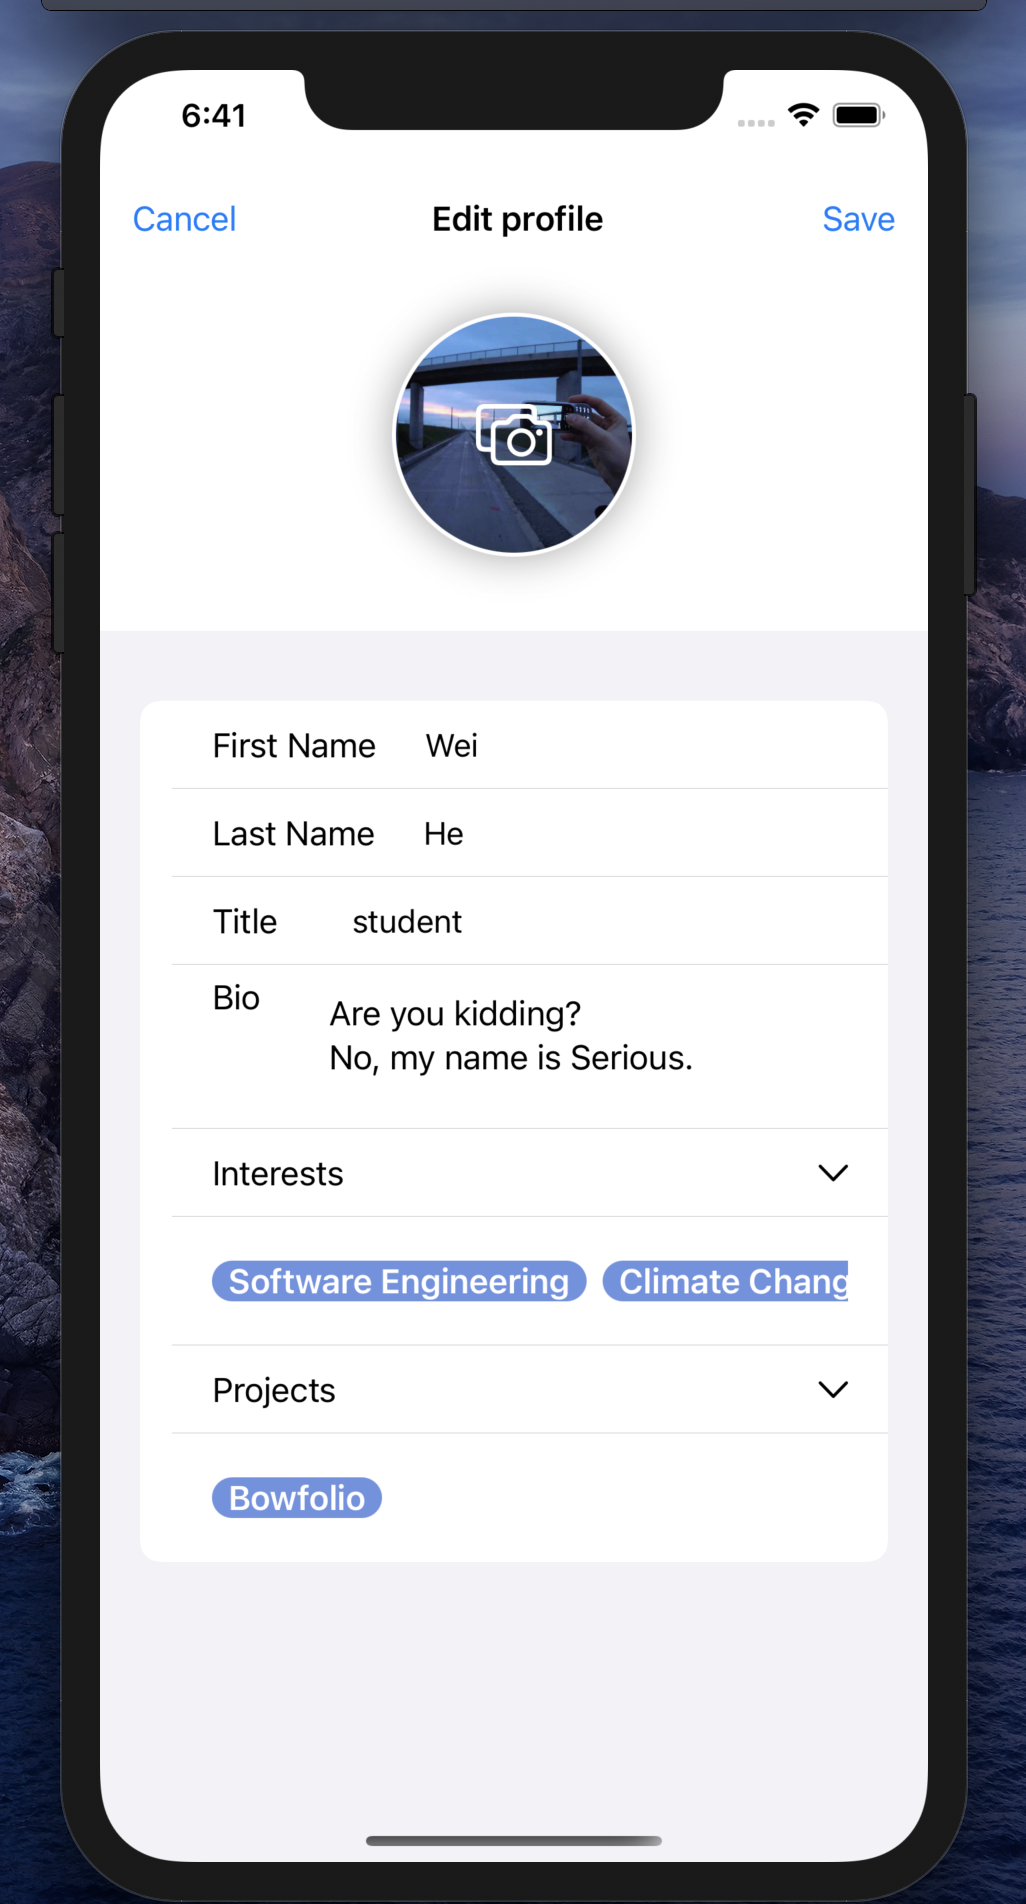 6:41
Cancel Edit profile Save
First Name Wei
Last Name He
Title student
Bio Are you kidding?
No, my name is Serious.
Interests
Software Engineering Climate Chang
Projects
Bowfolio